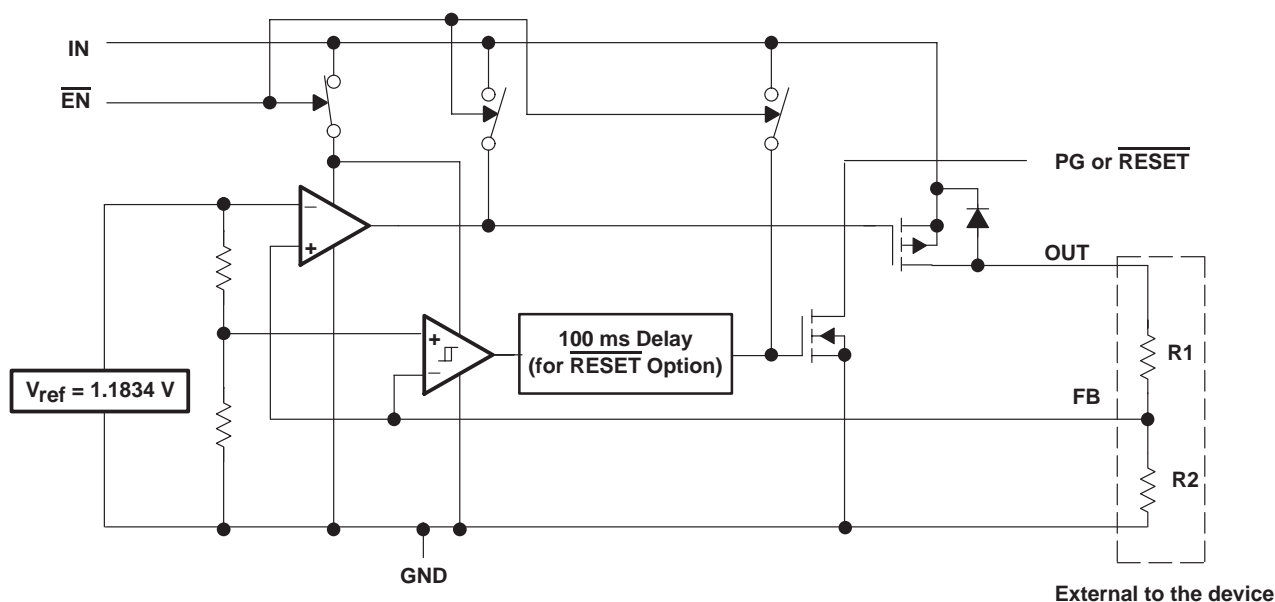 IN
EN
PG or RESET
−
+
OUT
+
−
100 ms Delay
(for RESET Option)
R1
Vref = 1.1834 V
FB
R2
GND
External to the device